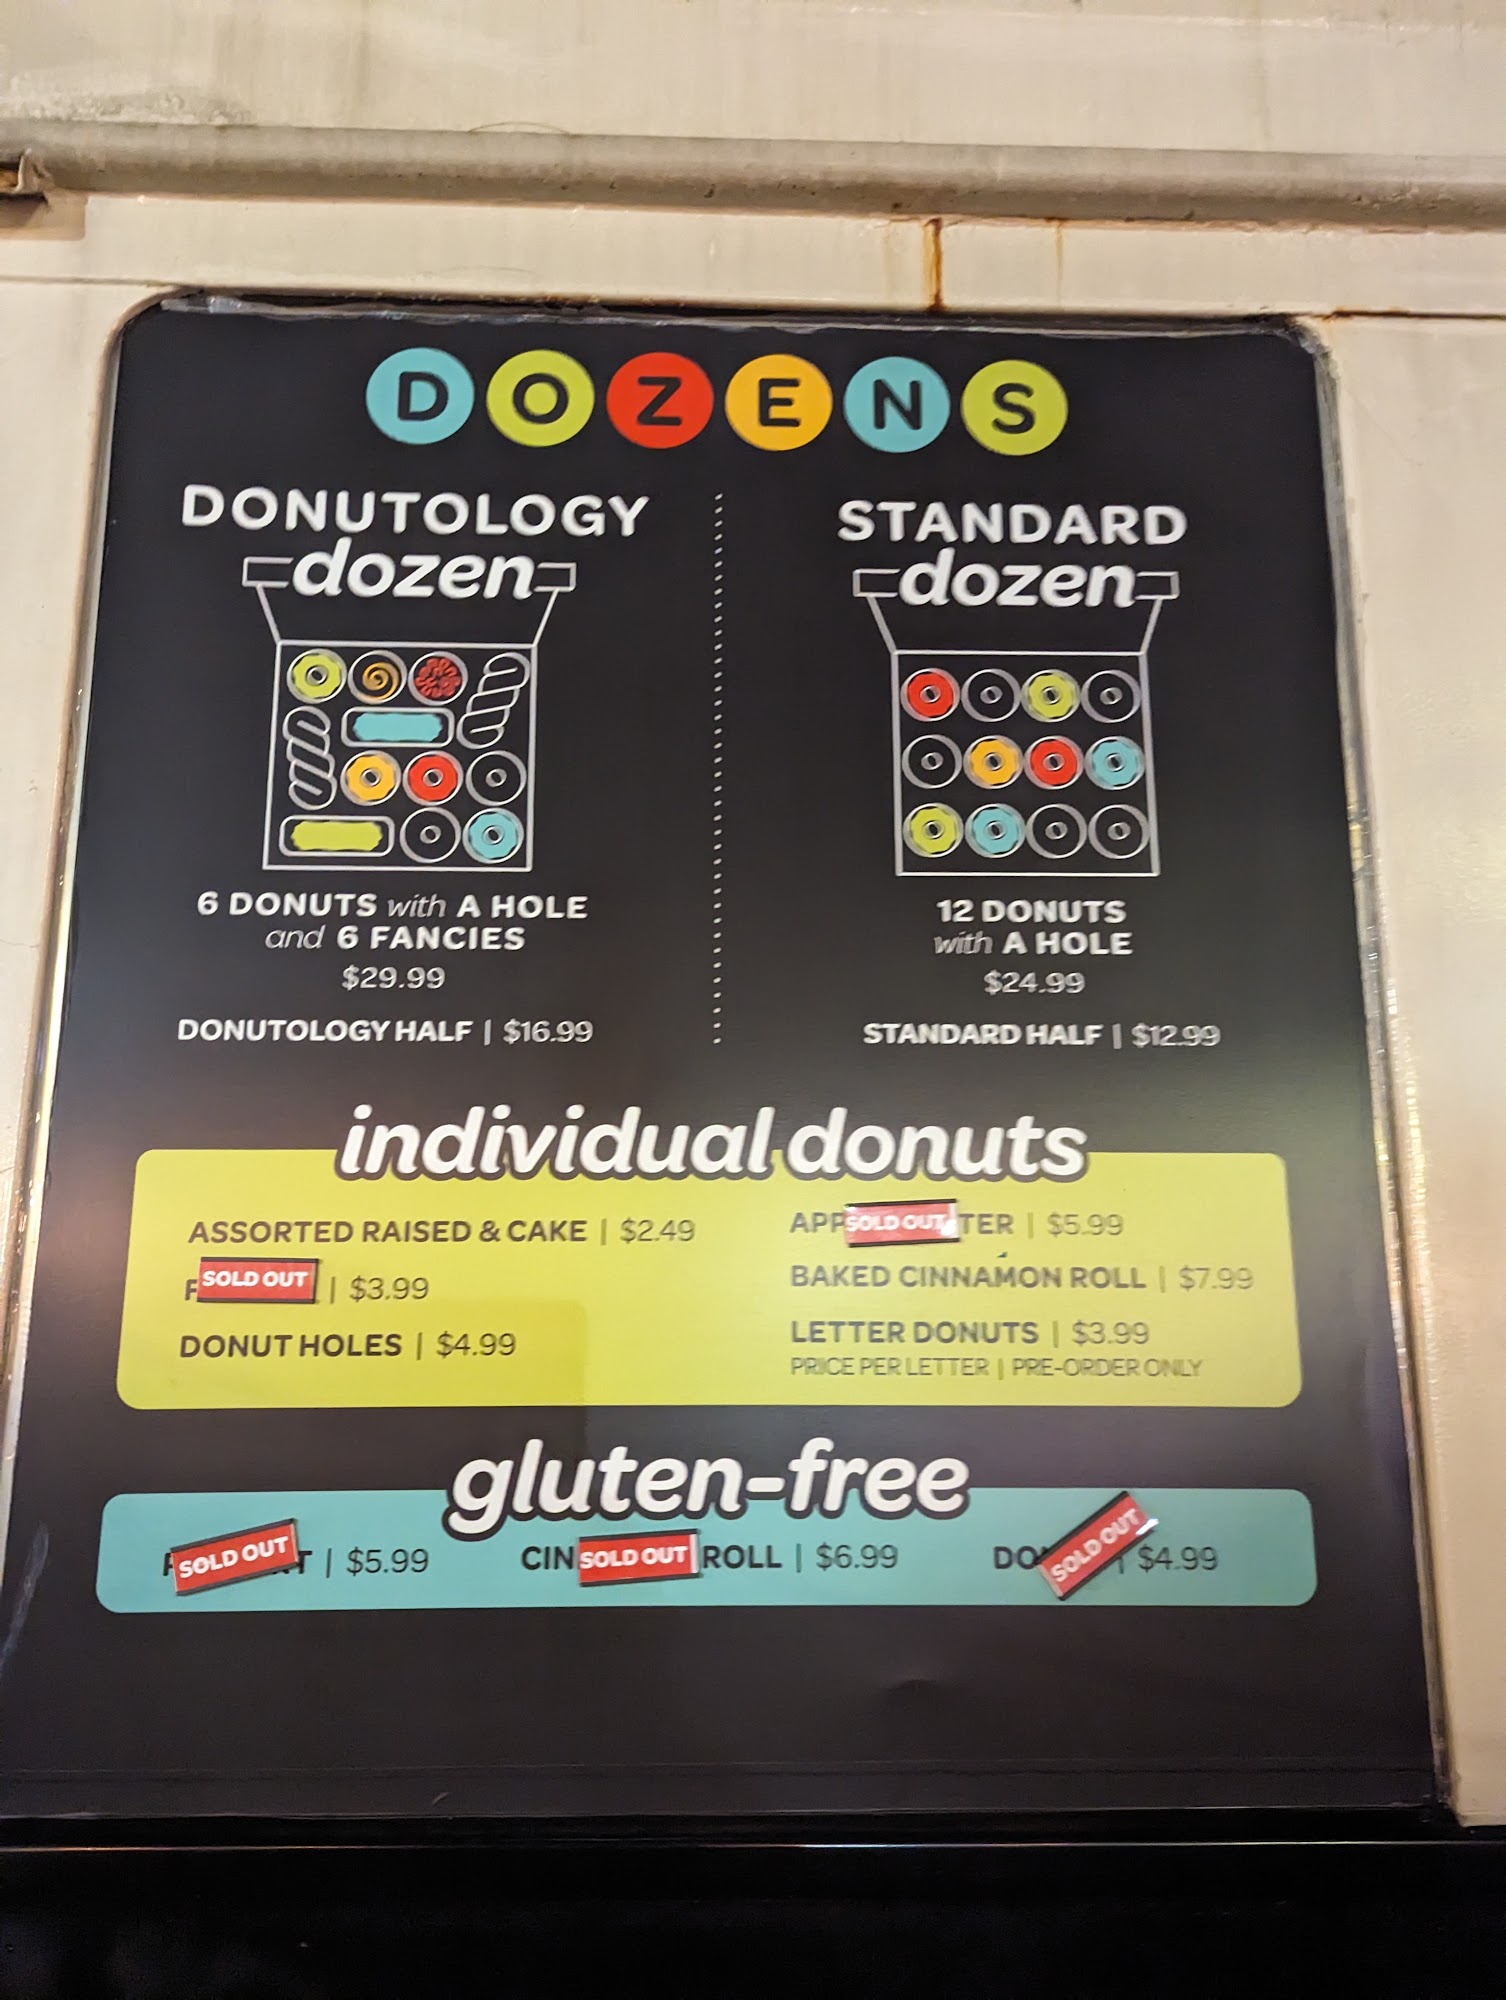 DOZENS
DONUTOLOGY
dozen
6 DONUTS with A HOLE
and 6 FANCIES
$29.99
DONUTOLOGY HALF | $16.99
STANDARD
dozen
12 DONUTS
with A HOLE
$24.99
STANDARD HALF | $12.99
individual donuts
ASSORTED RAISED & CAKE | $2.49
F SOLD OUT | $3.99
DONUT HOLES | $4.99
APP SOLD OUT TER | $5.99
BAKED CINNAMON ROLL | $7.99
LETTER DONUTS | $3.99
PRICE PER LETTER | PRE-ORDER ONLY
gluten-free
SOLD OUT T | $5.99
CIN SOLD OUT ROLL | $6.99
DO SOLD OUT | $4.99